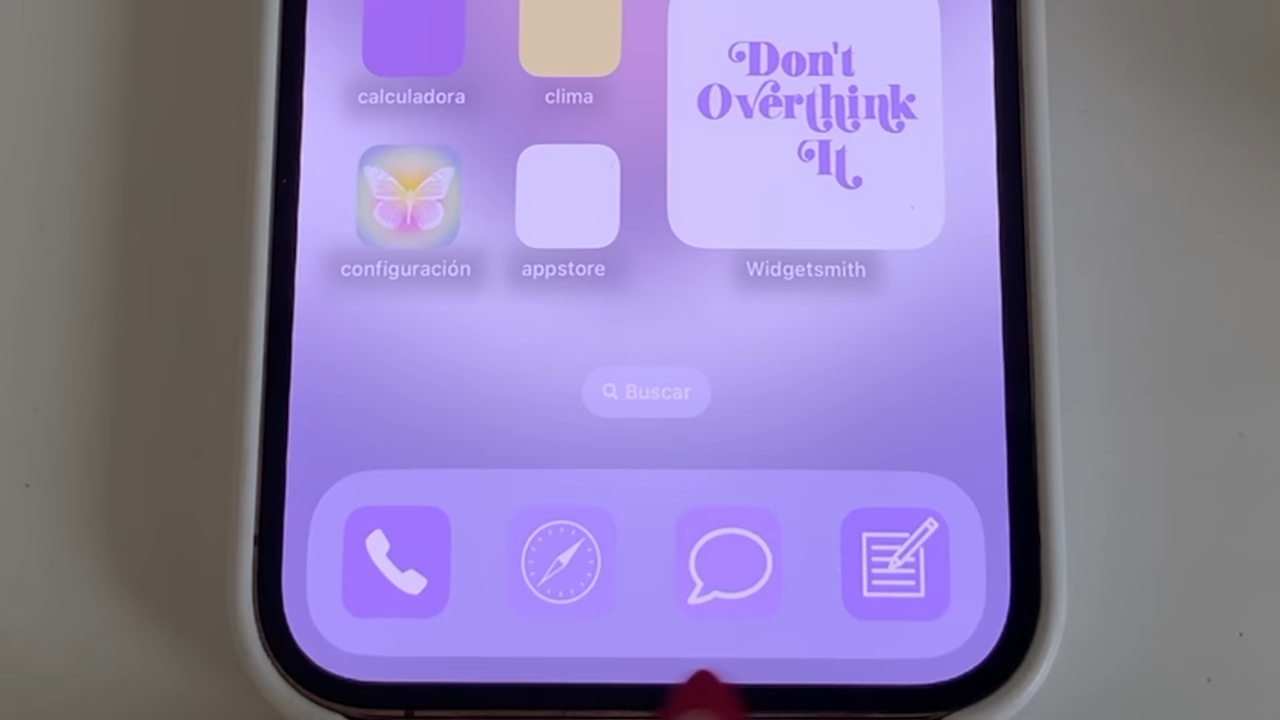 calculadora
clima
Don't
Overthink
It
configuración
appstore
Widgetsmith
Buscar